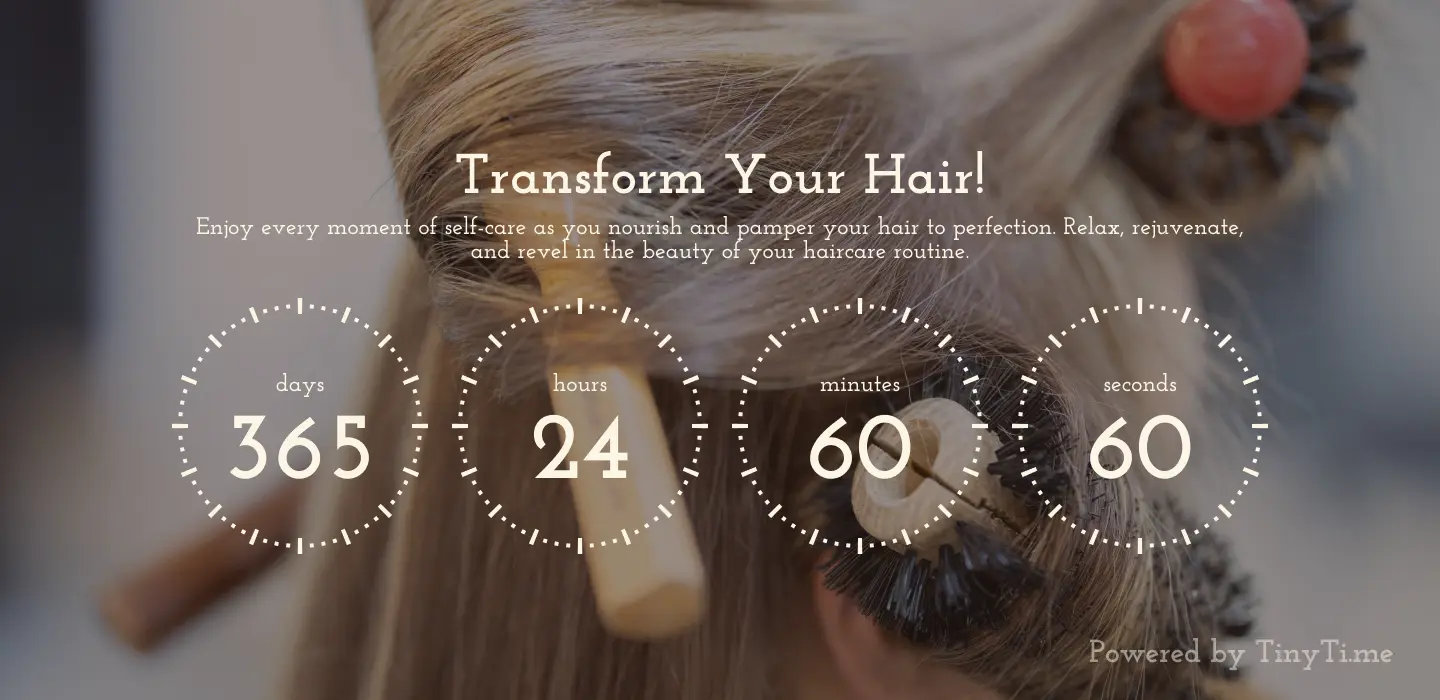 Transform Your Hair!
Enjoy every moment of self-care as you nourish and pamper your hair to perfection. Relax, rejuvenate,
and revel in the beauty of your haircare routine.
days hours minutes seconds
365 24 60 60
Powered by TinyTi.me